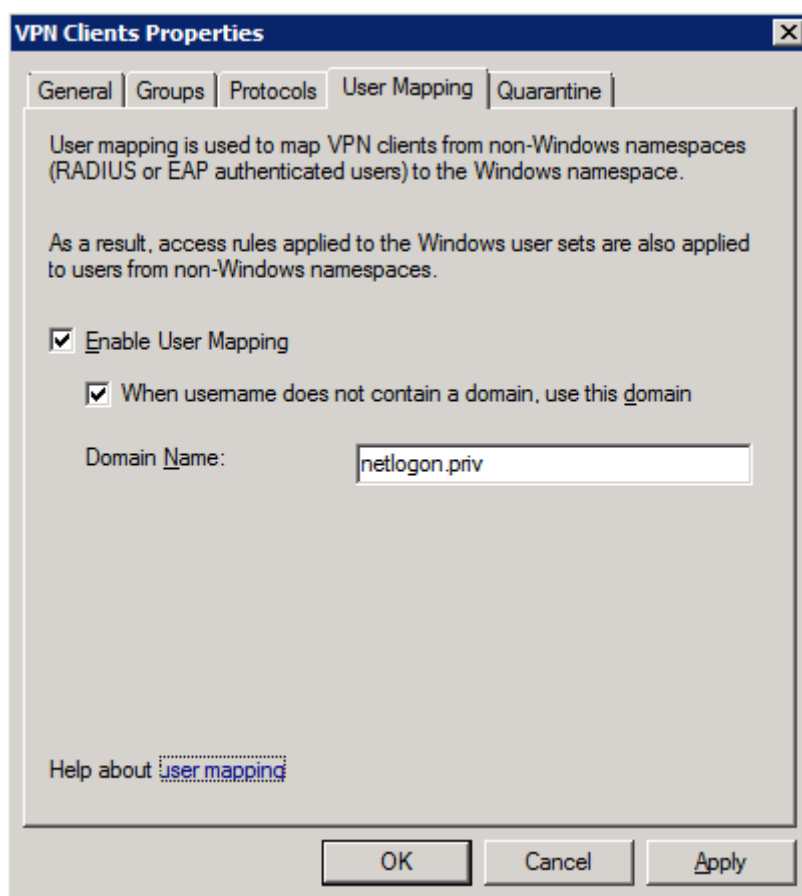 VPN Clients Properties
General Groups Protocols User Mapping Quarantine
User mapping is used to map VPN clients from non-Windows namespaces
(RADIUS or EAP authenticated users) to the Windows namespace.
As a result, access rules applied to the Windows user sets are also applied
to users from non-Windows namespaces.
Enable User Mapping
When username does not contain a domain, use this domain
Domain Name: netlogon.priv
Help about user mapping
OK Cancel Apply